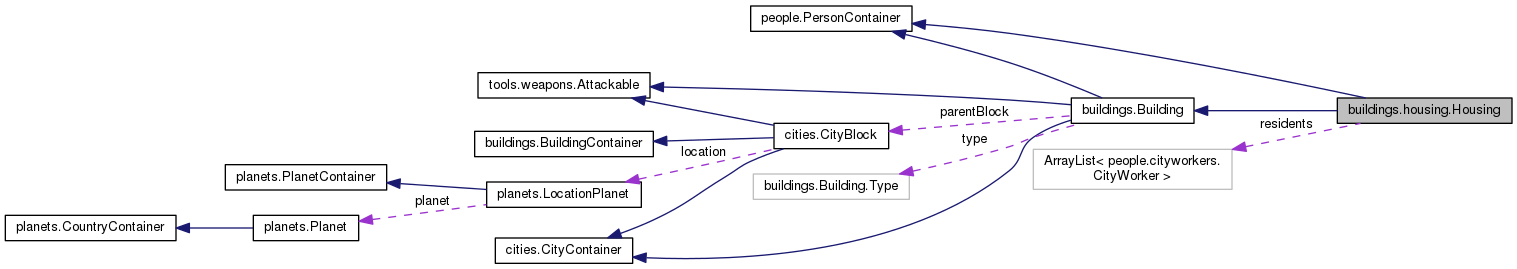 people.PersonContainer
tools.weapons.Attackable
buildings.Building
buildings.housing.Housing
parentBlock
residents
cities.CityBlock
buildings.BuildingContainer
type
location
ArrayList< people.cityworkers.
CityWorker >
planets.PlanetContainer
buildings.Building.Type
planets.LocationPlanet
planet
planets.CountryContainer
planets.Planet
cities.CityContainer